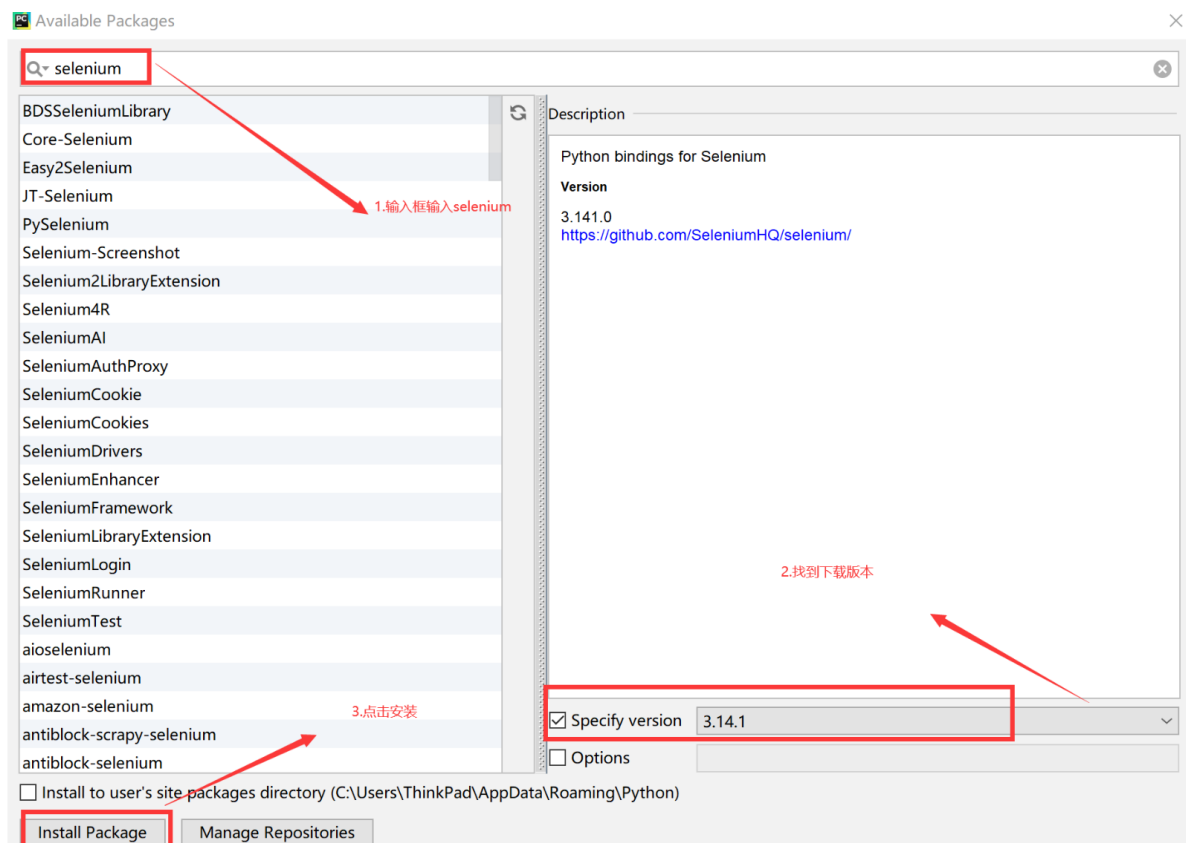 PC Available Packages
selenium
BDSSeleniumLibrary
Core-Selenium
Easy2Selenium
JT-Selenium
PySelenium
Selenium-Screenshot
Selenium2LibraryExtension
Selenium4R
SeleniumAI
SeleniumAuthProxy
SeleniumCookie
SeleniumCookies
SeleniumDrivers
SeleniumEnhancer
SeleniumFramework
SeleniumLibraryExtension
SeleniumLogin
SeleniumRunner
SeleniumTest
aioselenium
airtest-selenium
amazon-selenium
antiblock-scrapy-selenium
antiblock-selenium
1.输入框输入selenium
3.点击安装
Description
Python bindings for Selenium
Version
3.141.0
https://github.com/SeleniumHQ/selenium/
2.找到下载版本
Specify version 3.14.1
Options
Install to user's site packages directory (C:\Users\ThinkPad\AppData\Roaming\Python)
Install Package Manage Repositories